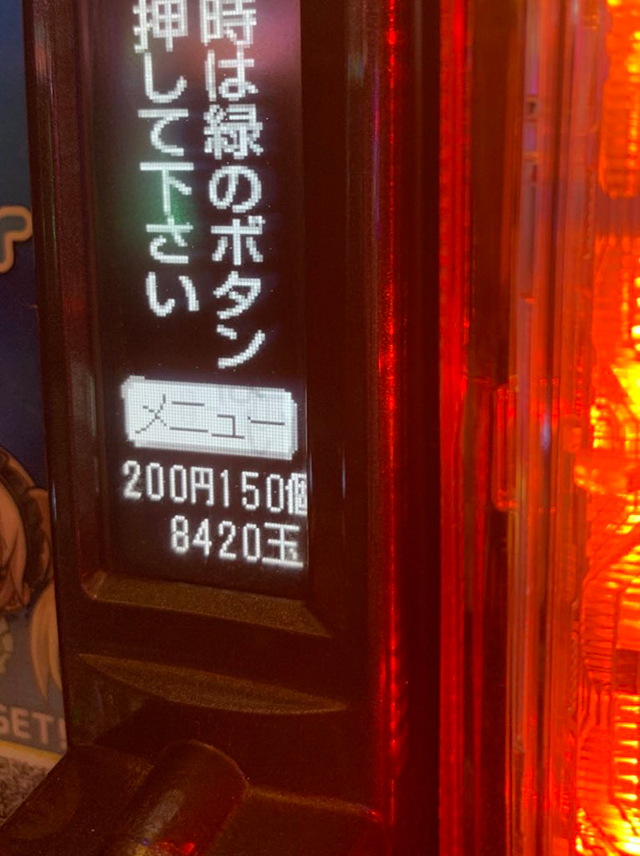 時は緑のボタン
押して下さい
メニュー
200円150個
8420玉
GET!